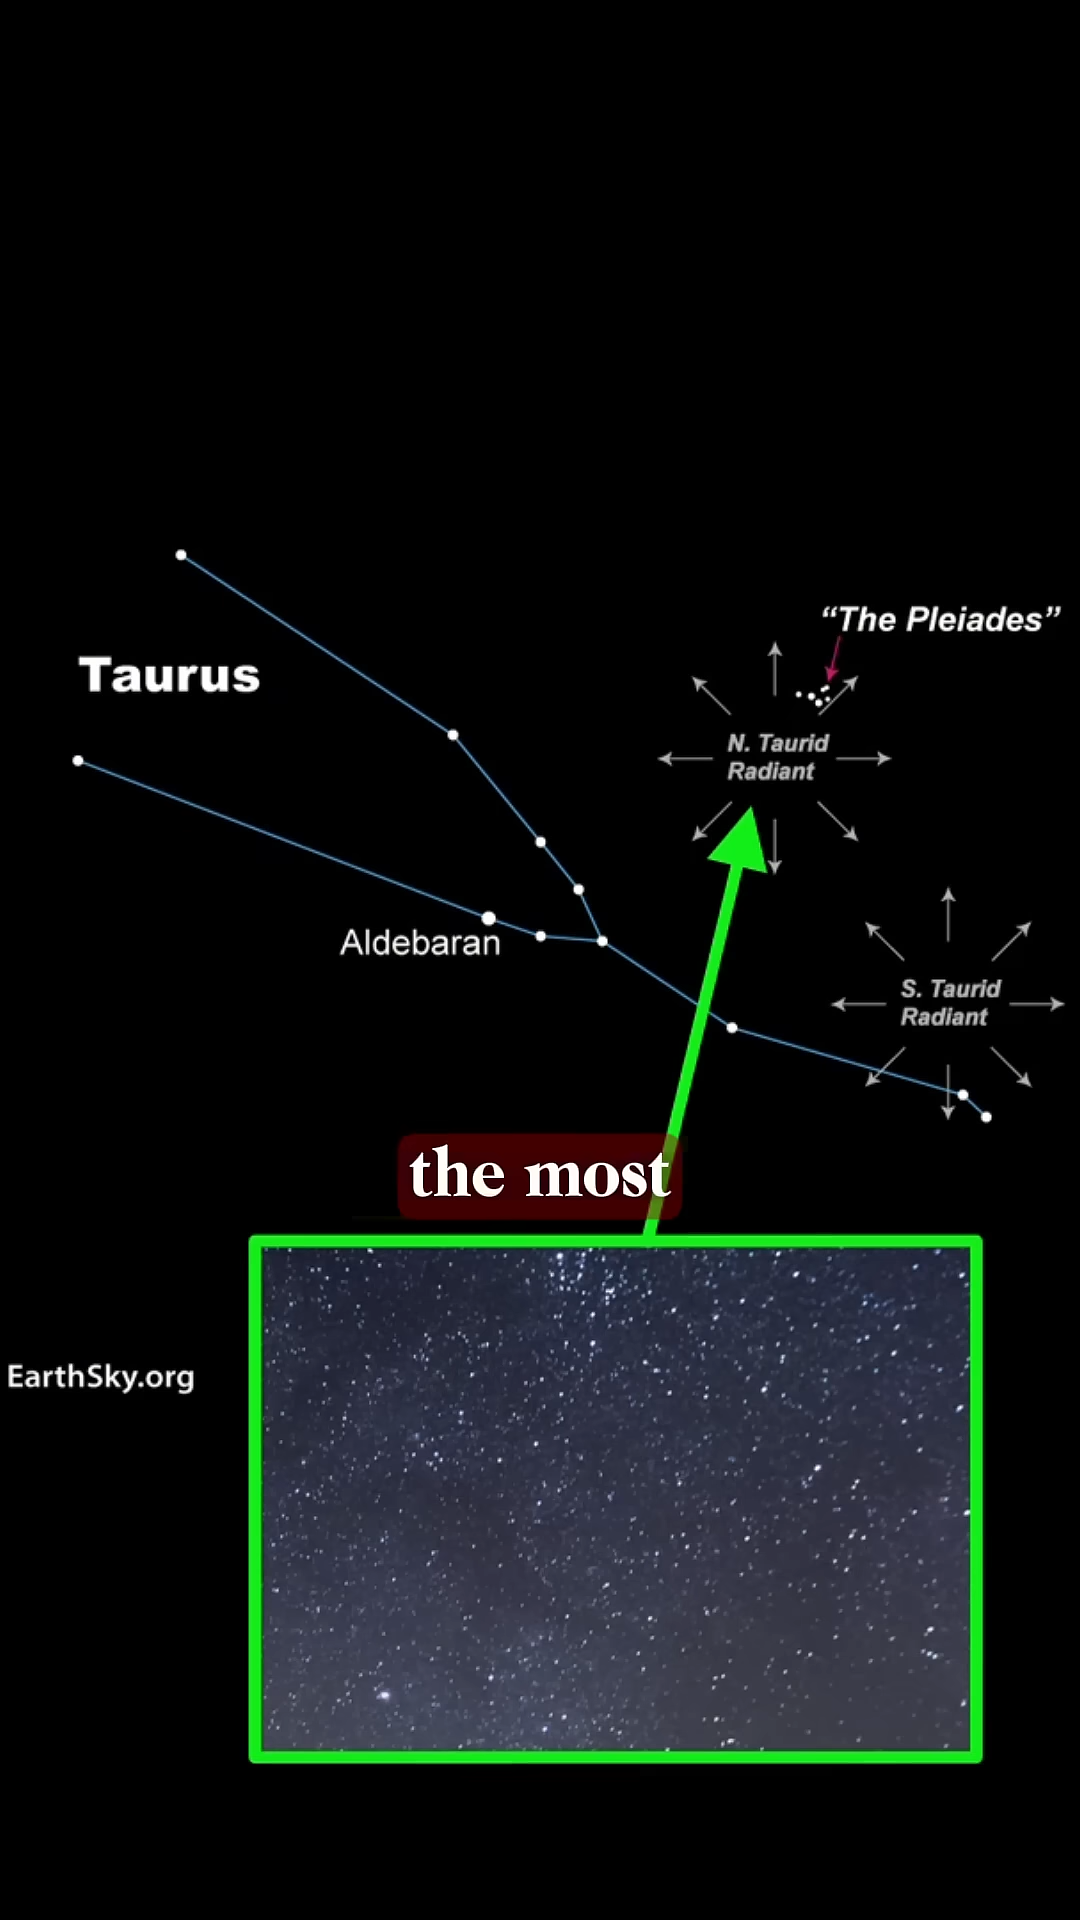 “The Pleiades”
Taurus
N. Taurid
Radiant
Aldebaran
S. Taurid
Radiant
the most
EarthSky.org